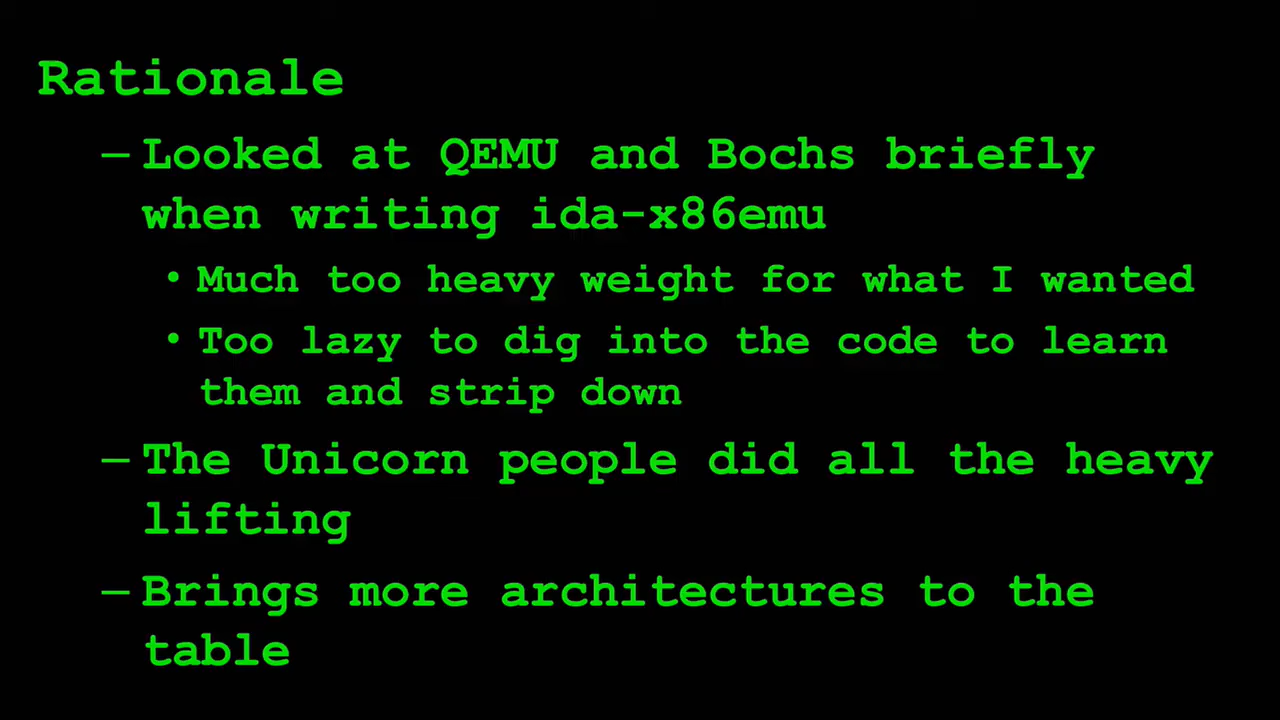 Rationale
– Looked at QEMU and Bochs briefly
when writing ida-x86emu
• Much too heavy weight for what I wanted
• Too lazy to dig into the code to learn
them and strip down
– The Unicorn people did all the heavy
lifting
– Brings more architectures to the
table